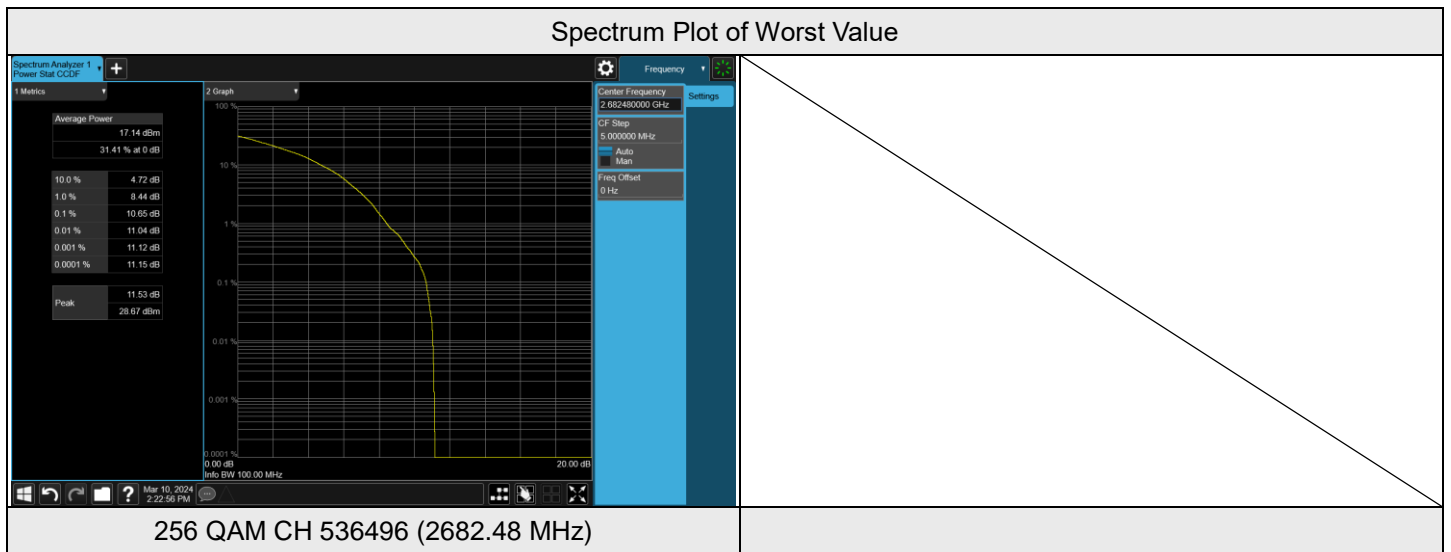 Spectrum Plot of Worst Value
Spectrum Analyzer 1
Power Stat CCDF
+
Frequency
1 Metrics
2 Graph
Center Frequency
2.682480000 GHz
Settings
CF Step
5.000000 MHz
Auto
Man
Freq Offset
0 Hz
Average Power
17.14 dBm
31.41 % at 0 dB
10.0 % 4.72 dB
1.0 % 8.44 dB
0.1 % 10.65 dB
0.01 % 11.04 dB
0.001 % 11.12 dB
0.0001 % 11.15 dB
Peak
11.53 dB
28.67 dBm
100 %
10 %
1 %
0.1 %
0.01 %
0.001 %
0.0001 %
0.00 dB
20.00 dB
Info BW 100.00 MHz
?
Mar 10, 2024
2:22:56 PM
256 QAM CH 536496 (2682.48 MHz)